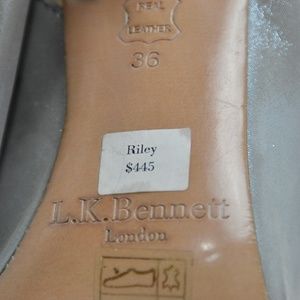 REAL
LEATHER
36
Riley
$445
L.K.Bennett
London